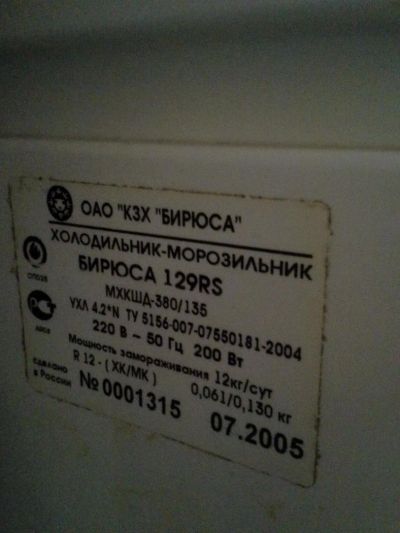 ОАО "КЗХ "БИРЮСА"
ХОЛОДИЛЬНИК-МОРОЗИЛЬНИК
БИРЮСА 129RS
МХКШД-380/135
УХЛ 4.2*N ТУ 5156-007-07550181-2004
220 В - 50 Гц 200 Вт
Мощность замораживания 12кг/сут
R 12 - (ХК/МК) 0,061/0,130 кг
сделано
в России
№ 0001315 07.2005